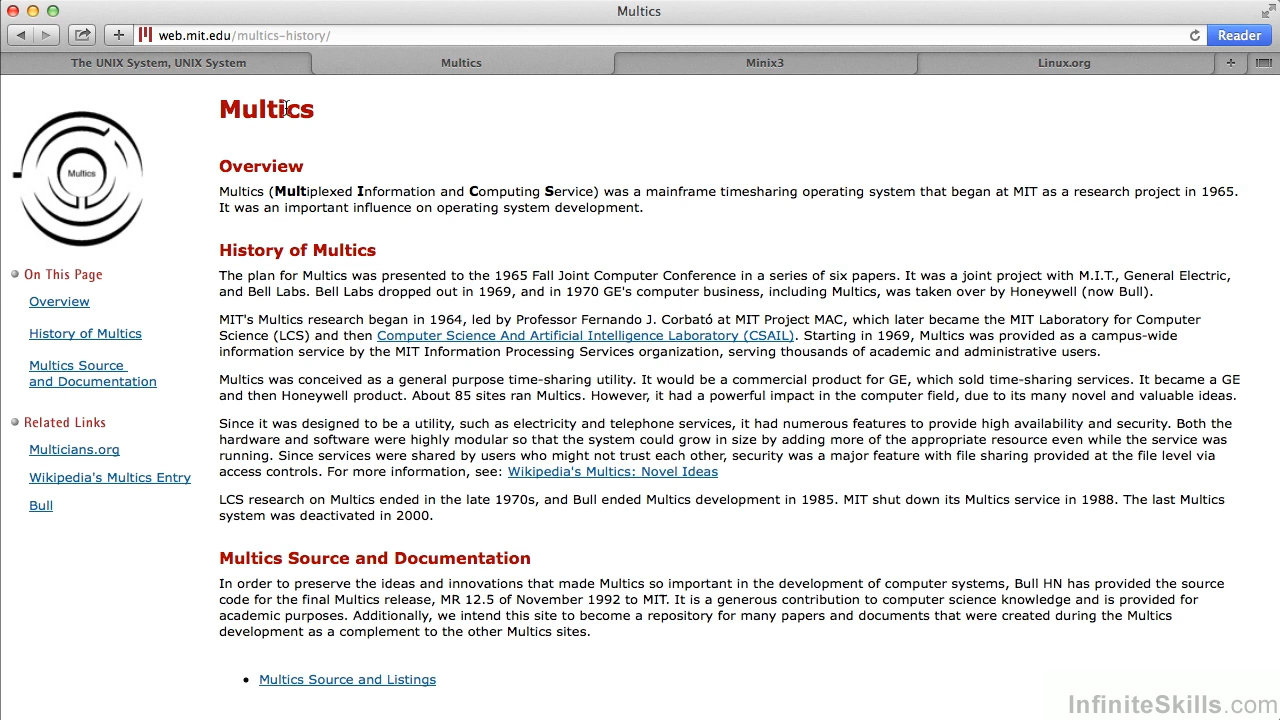 Multics
web.mit.edu/multics-history/
Reader
The UNIX System, UNIX System
Multics
Minix3
Linux.org
Multics
Multics
Overview
Multics (Multiplexed Information and Computing Service) was a mainframe timesharing operating system that began at MIT as a research project in 1965.
It was an important influence on operating system development.
History of Multics
The plan for Multics was presented to the 1965 Fall Joint Computer Conference in a series of six papers. It was a joint project with M.I.T., General Electric,
and Bell Labs. Bell Labs dropped out in 1969, and in 1970 GE's computer business, including Multics, was taken over by Honeywell (now Bull).
MIT's Multics research began in 1964, led by Professor Fernando J. Corbató at MIT Project MAC, which later became the MIT Laboratory for Computer
Science (LCS) and then Computer Science And Artificial Intelligence Laboratory (CSAIL). Starting in 1969, Multics was provided as a campus-wide
information service by the MIT Information Processing Services organization, serving thousands of academic and administrative users.
Multics was conceived as a general purpose time-sharing utility. It would be a commercial product for GE, which sold time-sharing services. It became a GE
and then Honeywell product. About 85 sites ran Multics. However, it had a powerful impact in the computer field, due to its many novel and valuable ideas.
Since it was designed to be a utility, such as electricity and telephone services, it had numerous features to provide high availability and security. Both the
hardware and software were highly modular so that the system could grow in size by adding more of the appropriate resource even while the service was
running. Since services were shared by users who might not trust each other, security was a major feature with file sharing provided at the file level via
access controls. For more information, see: Wikipedia's Multics: Novel Ideas
LCS research on Multics ended in the late 1970s, and Bull ended Multics development in 1985. MIT shut down its Multics service in 1988. The last Multics
system was deactivated in 2000.
Multics Source and Documentation
In order to preserve the ideas and innovations that made Multics so important in the development of computer systems, Bull HN has provided the source
code for the final Multics release, MR 12.5 of November 1992 to MIT. It is a generous contribution to computer science knowledge and is provided for
academic purposes. Additionally, we intend this site to become a repository for many papers and documents that were created during the Multics
development as a complement to the other Multics sites.
Multics Source and Listings
On This Page
Overview
History of Multics
Multics Source
and Documentation
Related Links
Multicians.org
Wikipedia's Multics Entry
Bull
InfiniteSkills.com